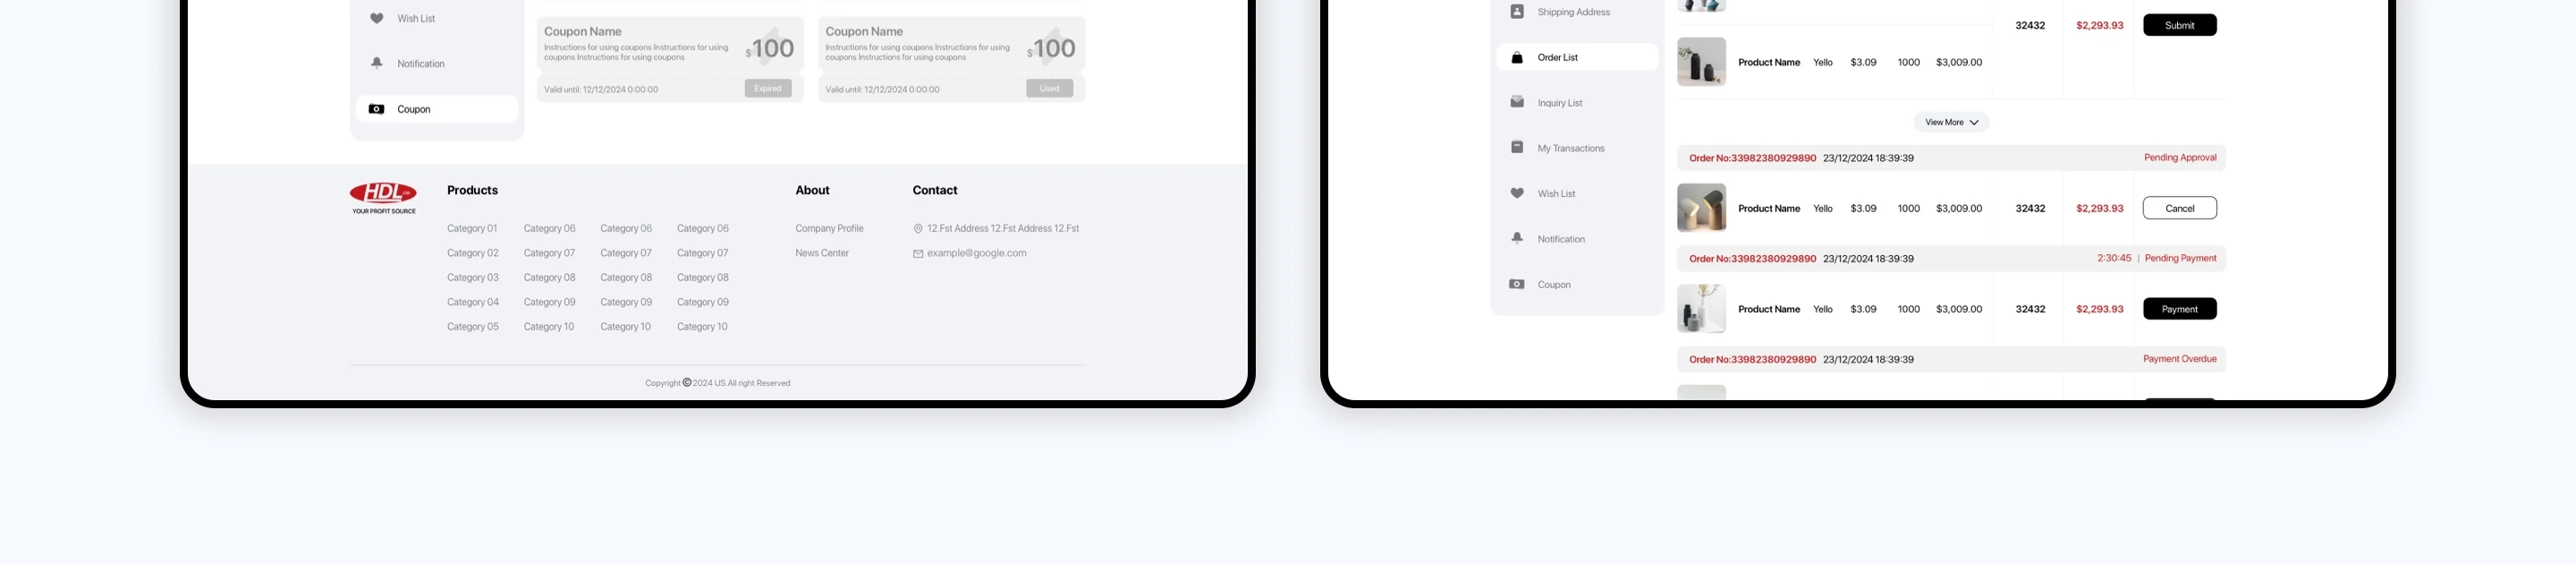 Wish List
Notification
Coupon
Coupon Name
Instructions for using coupons Instructions for using
coupons Instructions for using coupons
$100
Valid until: 12/12/2024 0:00:00
Expired
Coupon Name
Instructions for using coupons Instructions for using
coupons Instructions for using coupons
$100
Valid until: 12/12/2024 0:00:00
Used
HDL LTD
YOUR PROFIT SOURCE
Products
Category 01 Category 06 Category 06 Category 06
Category 02 Category 07 Category 07 Category 07
Category 03 Category 08 Category 08 Category 08
Category 04 Category 09 Category 09 Category 09
Category 05 Category 10 Category 10 Category 10
About
Company Profile
News Center
Contact
12.Fst Address 12.Fst Address 12.Fst
example@google.com
Copyright © 2024 US.All right Reserved
Shipping Address
Order List
Inquiry List
My Transactions
Wish List
Notification
Coupon
32432 $2,293.93 Submit
Product Name Yello $3.09 1000 $3,009.00
View More
Order No:33982380929890 23/12/2024 18:39:39 Pending Approval
Product Name Yello $3.09 1000 $3,009.00 32432 $2,293.93 Cancel
Order No:33982380929890 23/12/2024 18:39:39 2:30:45 | Pending Payment
Product Name Yello $3.09 1000 $3,009.00 32432 $2,293.93 Payment
Order No:33982380929890 23/12/2024 18:39:39 Payment Overdue